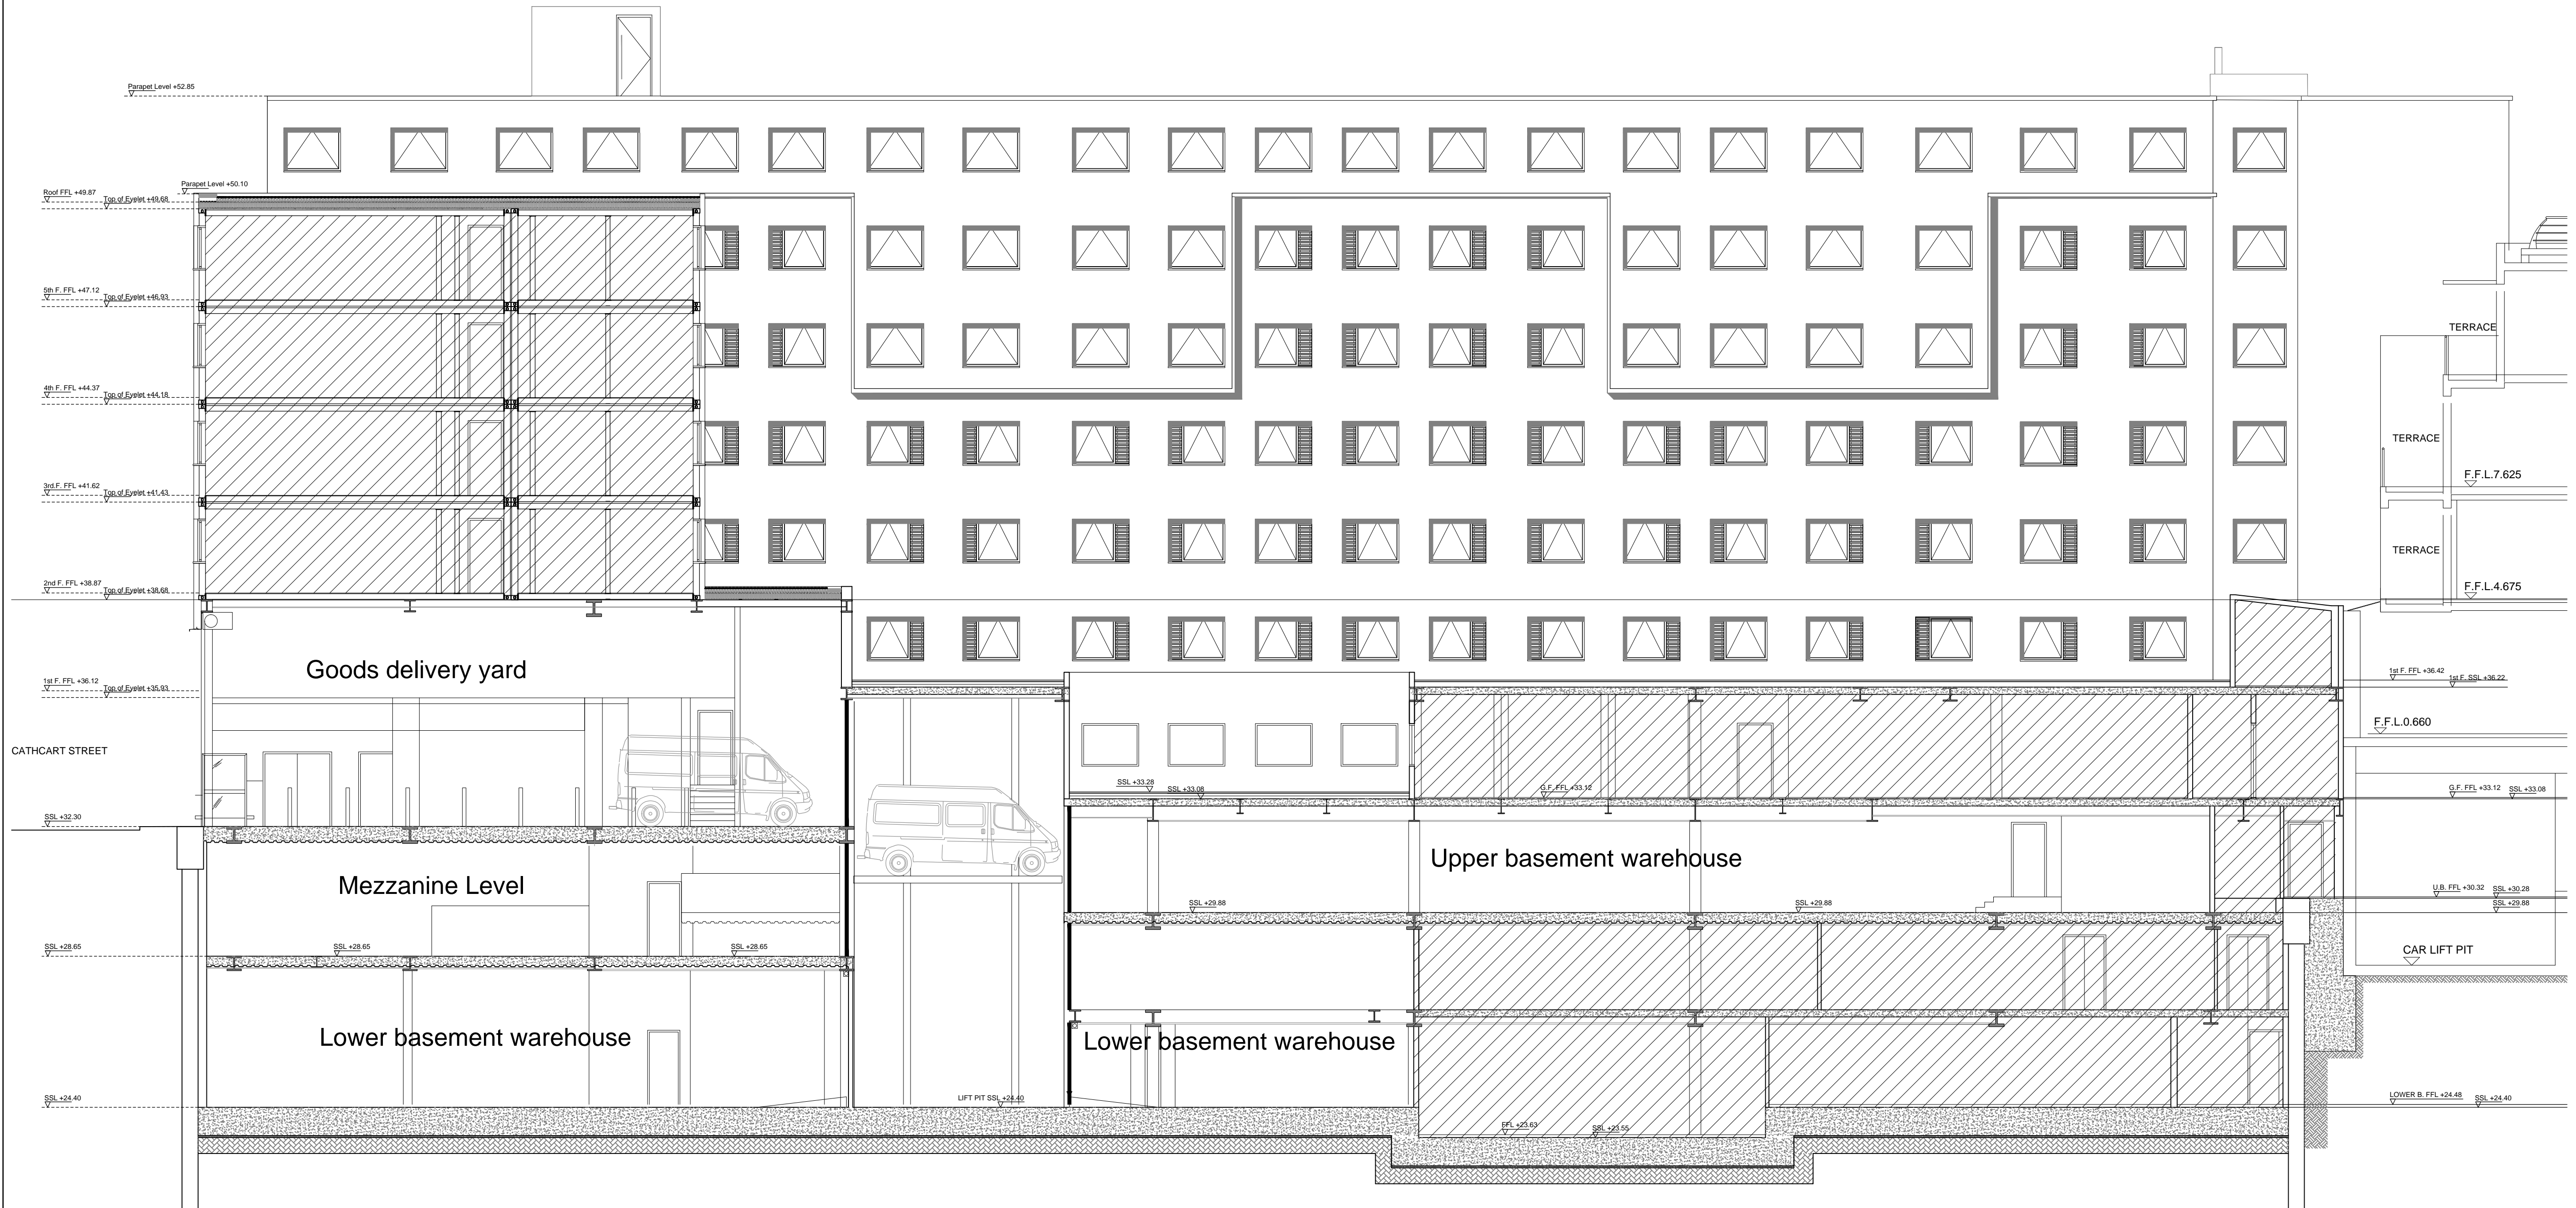 Parapet Level +52.85
Parapet Level +50.10
Roof FFL +49.87
Top of Eyelet +49.68
5th F. FFL +47.12
Top of Eyelet +46.93
TERRACE
4th F. FFL +44.37
Top of Eyelet +44.18
TERRACE
F.F.L.7.625
3rd.F. FFL +41.62
Top of Eyelet +41.43
TERRACE
2nd F. FFL +38.87
Top of Eyelet +38.68
F.F.L.4.675
Goods delivery yard
1st F. FFL +36.12
Top of Eyelet +35.93
1st F. FFL +36.42
1st F. SSL +36.22
F.F.L.0.660
CATHCART STREET
SSL +33.28
SSL +33.08
G.F. FFL +33.12
G.F. FFL +33.12
SSL +33.08
SSL +32.30
Upper basement warehouse
Mezzanine Level
U.B. FFL +30.32
SSL +30.28
SSL +29.88
SSL +29.88
SSL +29.88
SSL +28.65
SSL +28.65
SSL +28.65
CAR LIFT PIT
Lower basement warehouse
Lower basement warehouse
SSL +24.40
LIFT PIT SSL +24.40
LOWER B. FFL +24.48
SSL +24.40
FFL +23.63
SSL +23.55